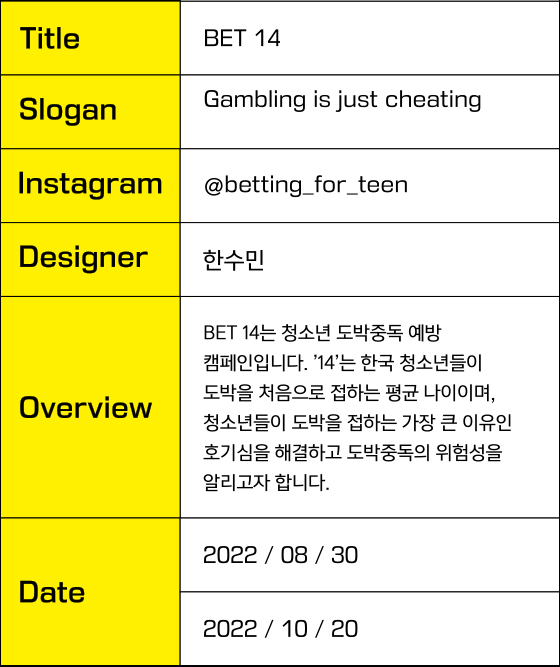 Title
BET 14
Slogan
Gambling is just cheating
Instagram
@betting_for_teen
Designer
한수민
Overview
BET 14는 청소년 도박중독 예방
캠페인입니다. ’14’는 한국 청소년들이
도박을 처음으로 접하는 평균 나이이며,
청소년들이 도박을 접하는 가장 큰 이유인
호기심을 해결하고 도박중독의 위험성을
알리고자 합니다.
Date
2022 / 08 / 30
2022 / 10 / 20